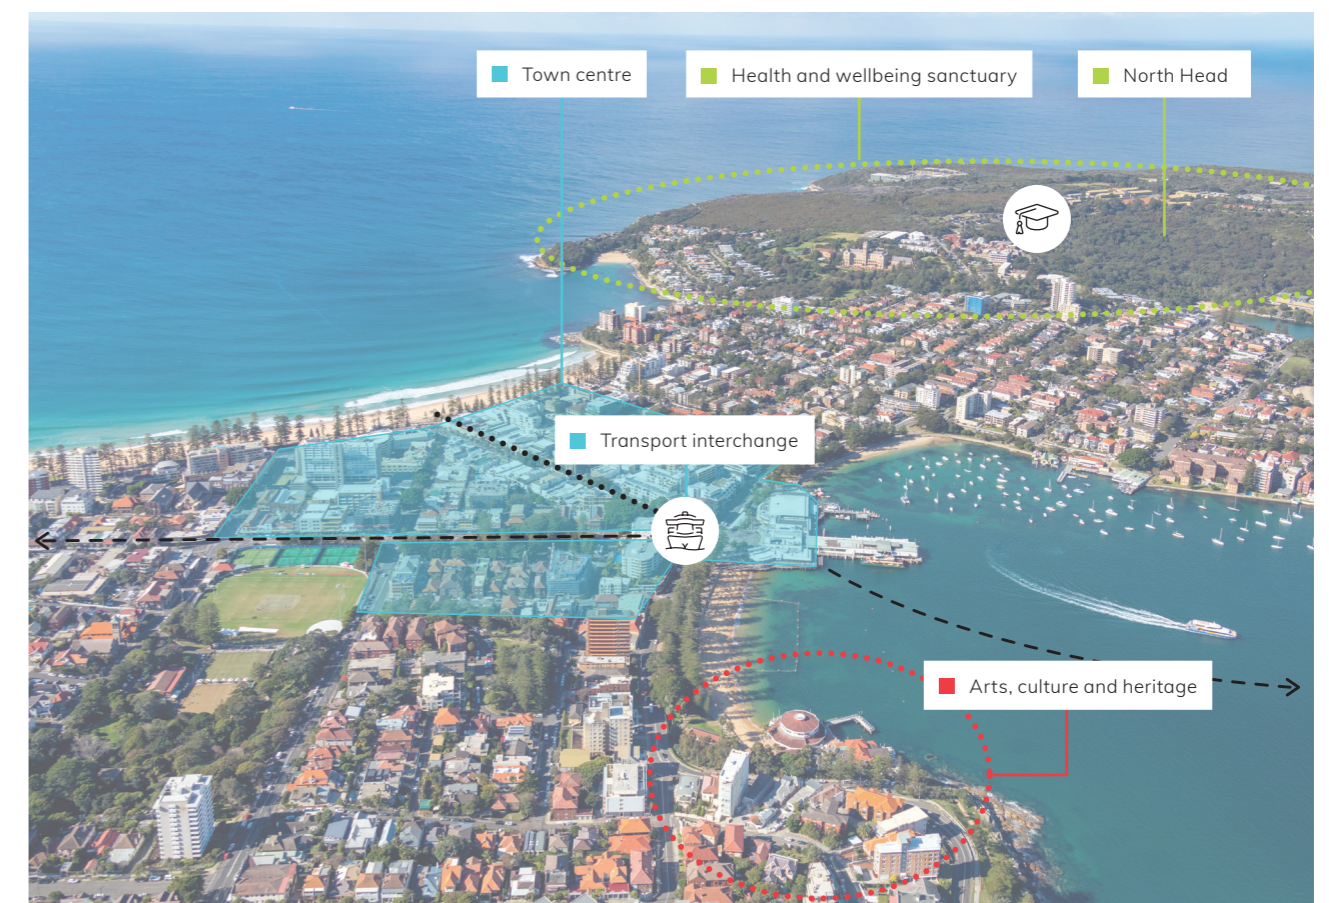 Town centre
Health and wellbeing sanctuary
North Head
Transport interchange
Arts, culture and heritage